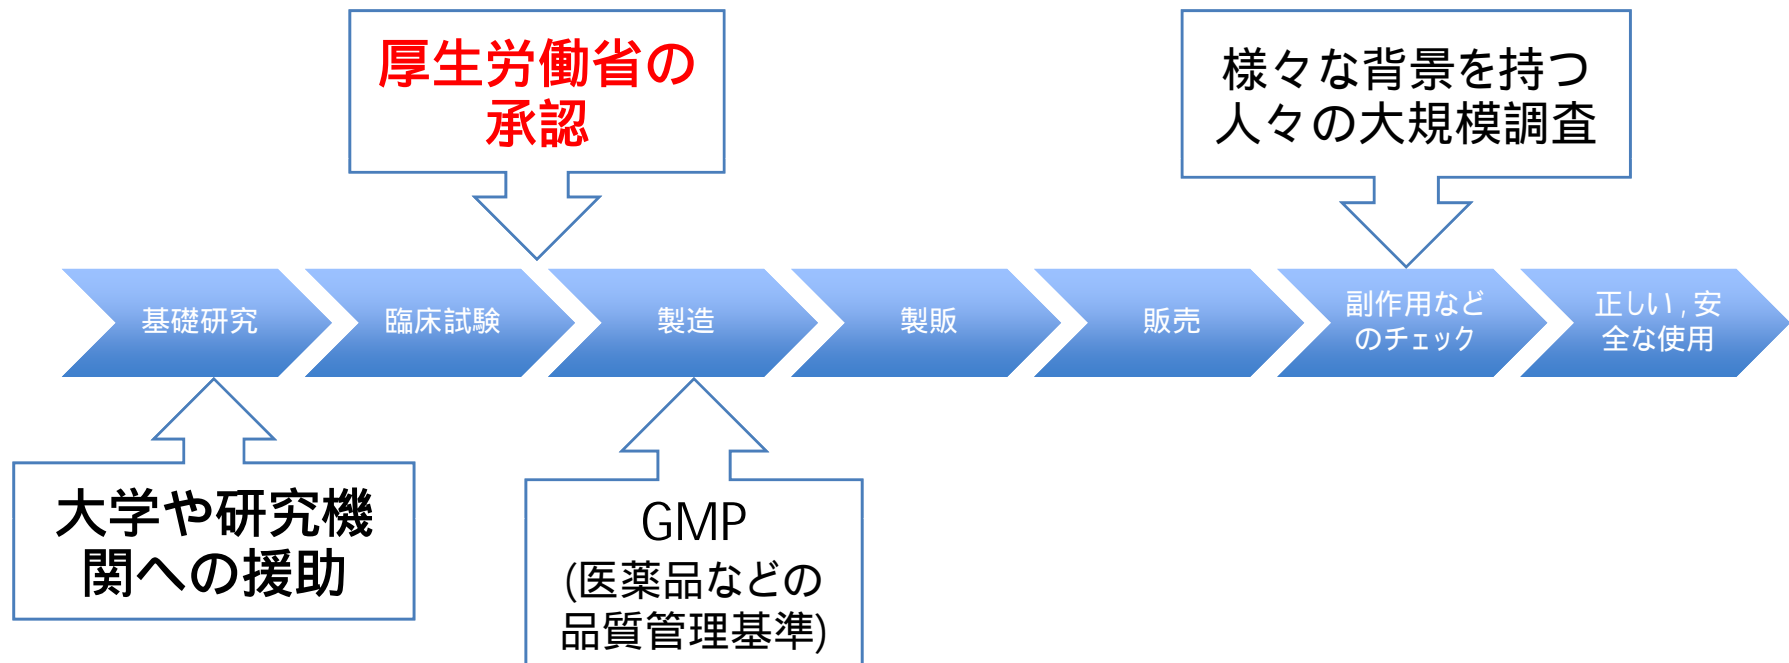 厚生労働省の
承認
様々な背景を持つ
人々の大規模調査
基礎研究
臨床試験
製造
製販
販売
副作用など
のチェック
正しい,安
全な使用
大学や研究機
関への援助
GMP
(医薬品などの
品質管理基準)